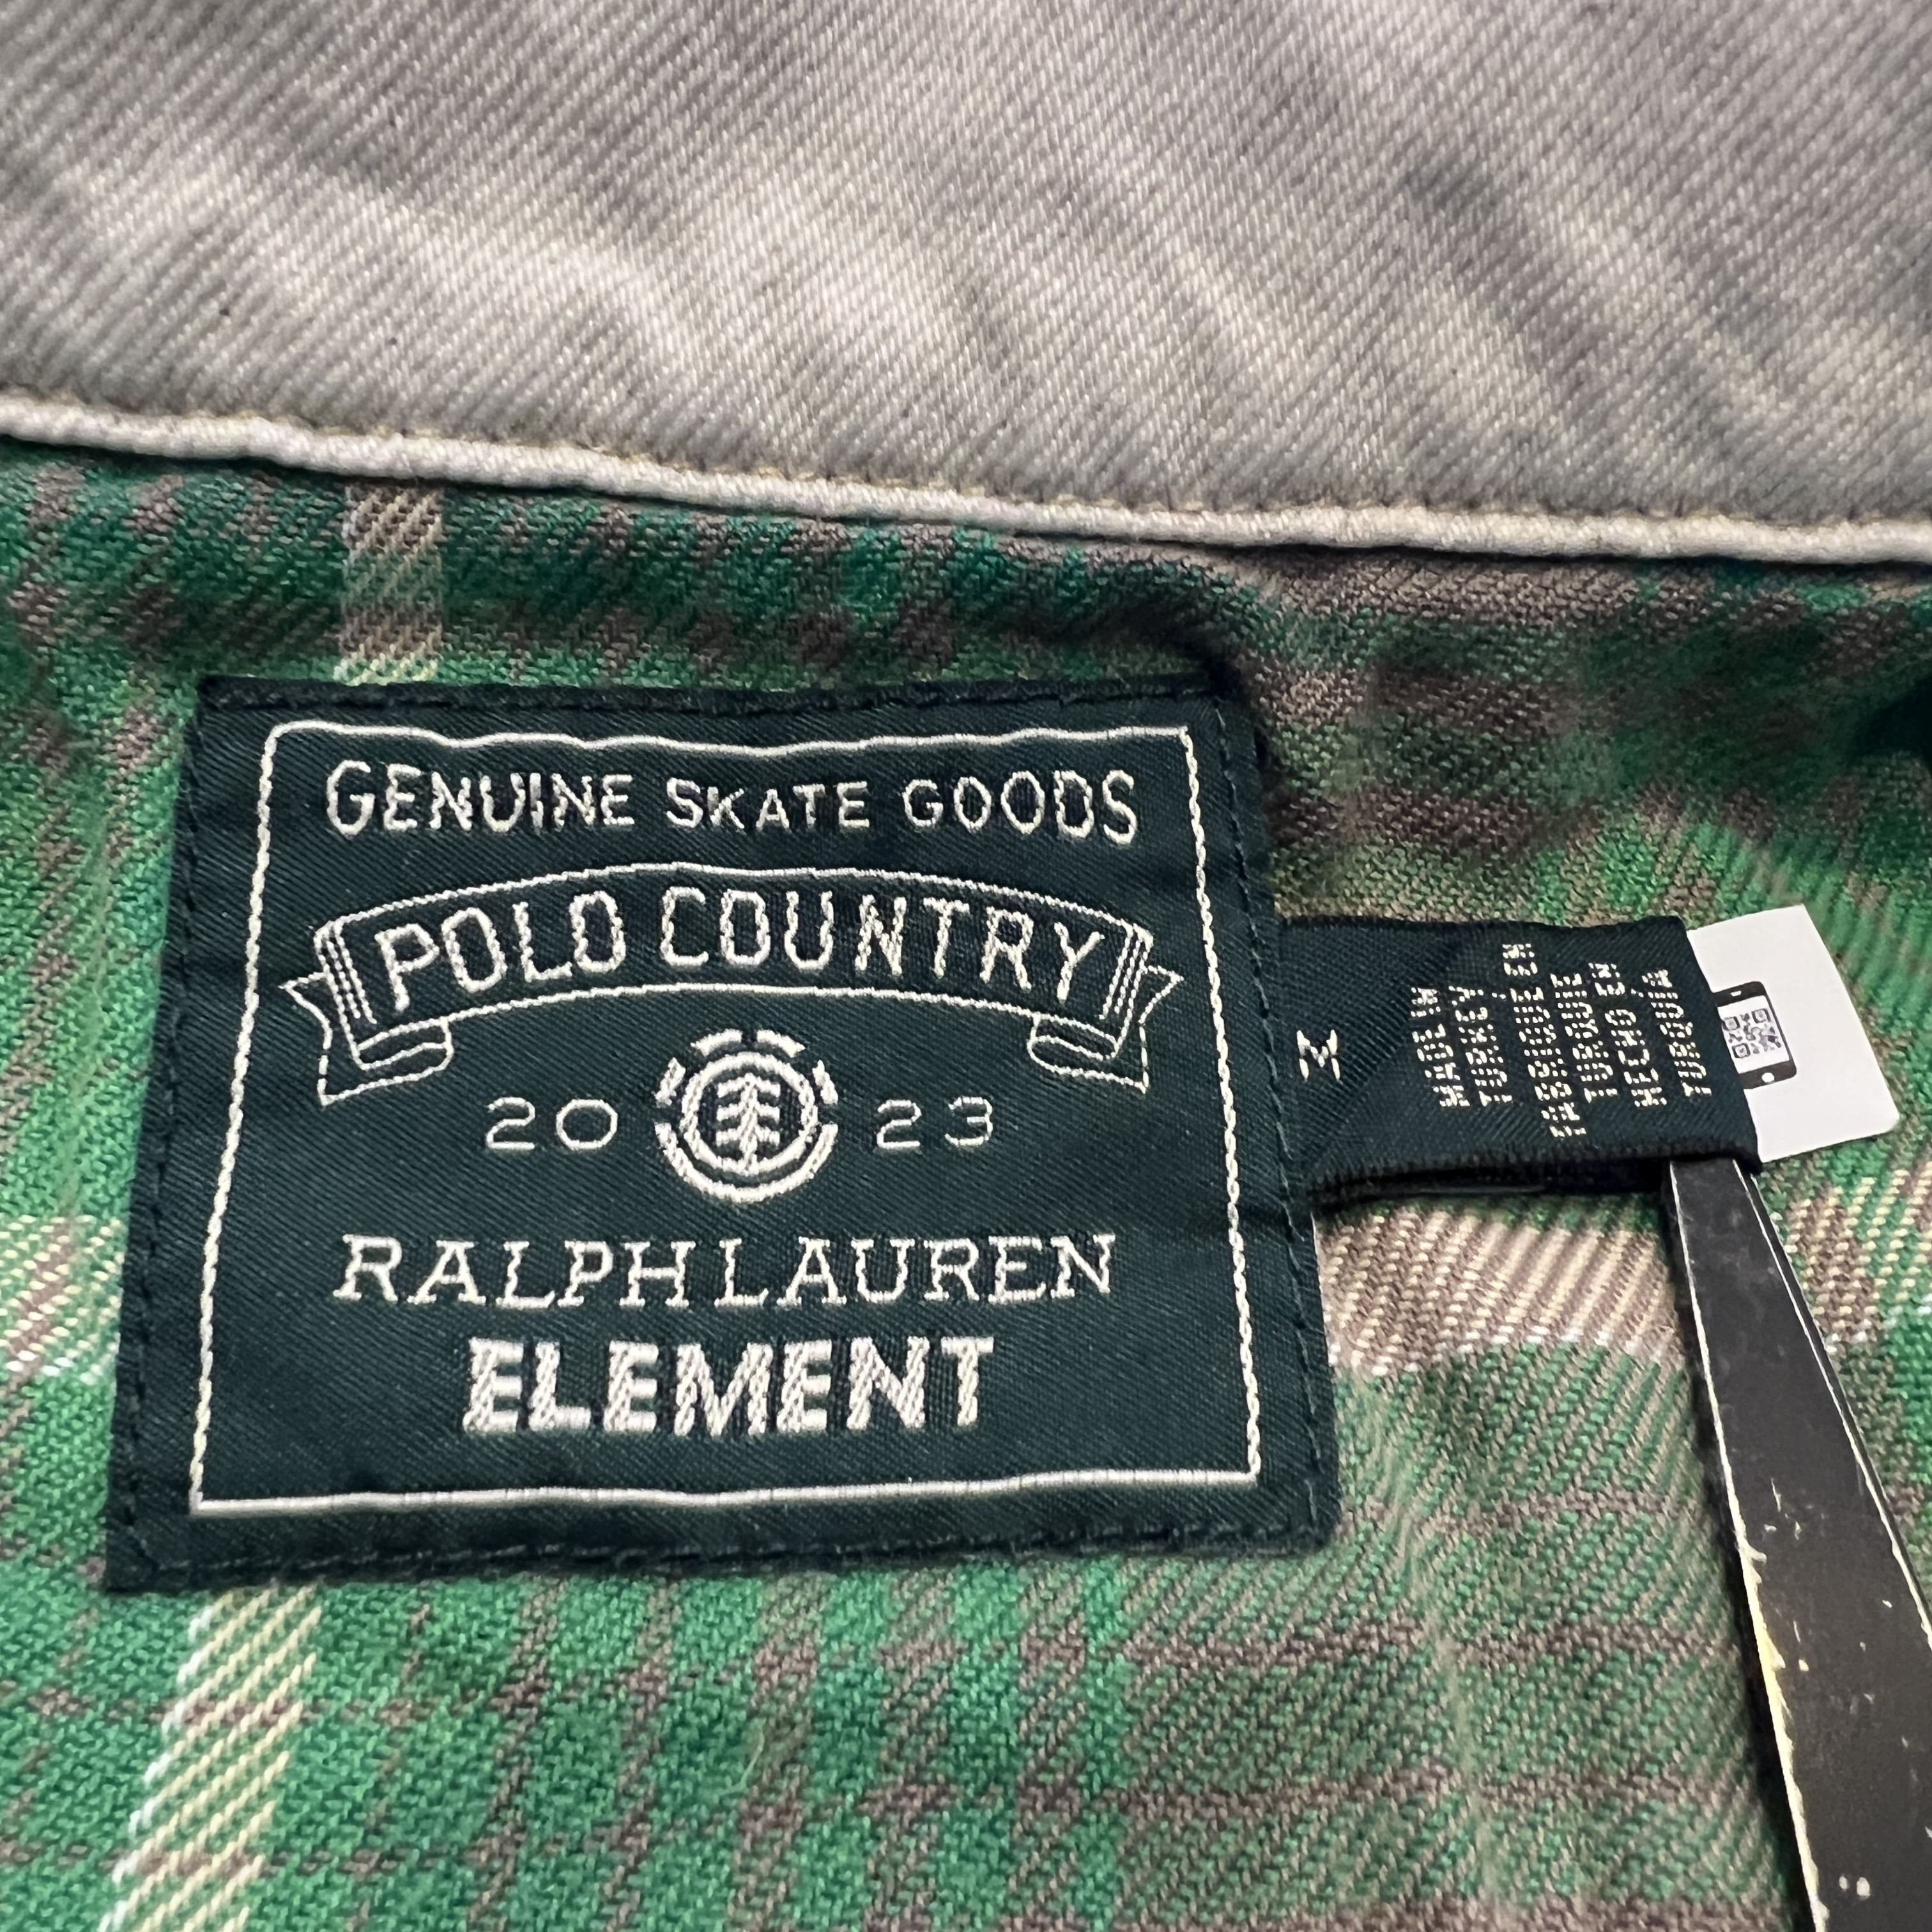 GENUINE SKATE GOODS
POLO COUNTRY
20 23
RALPH LAUREN
ELEMENT
M
MADE IN
TURKEY
FABRIQUE EN
TURQUIE
HECHO EN
TURQUIA